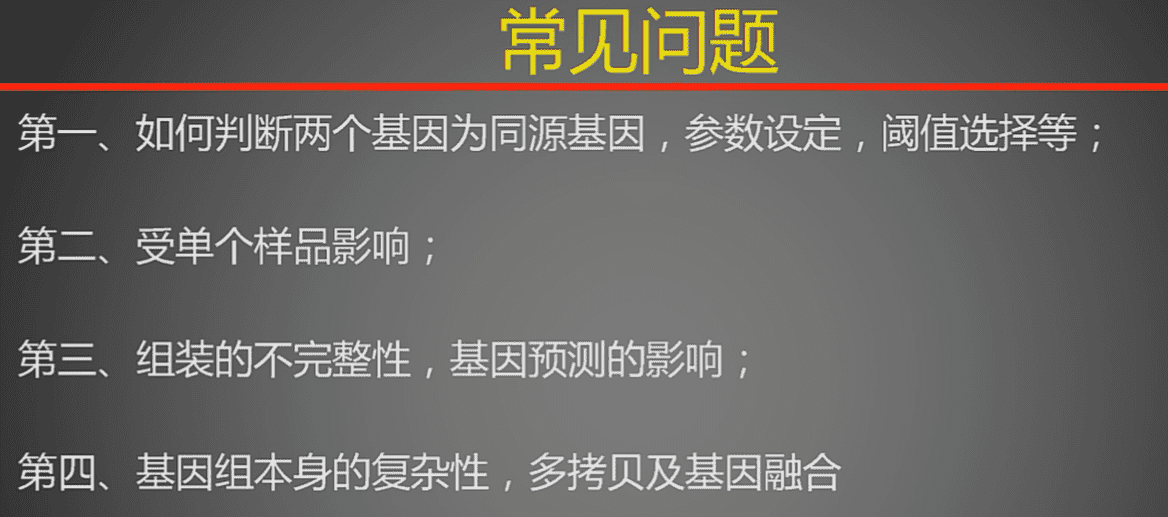 常见问题
第一、如何判断两个基因为同源基因，参数设定，阈值选择等；
第二、受单个样品影响；
第三、组装的不完整性，基因预测的影响；
第四、基因组本身的复杂性，多拷贝及基因融合